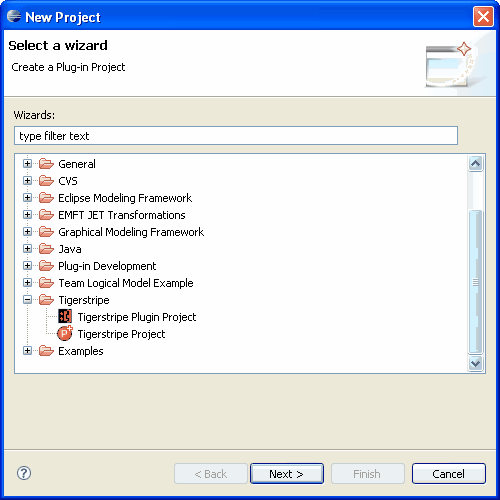 New Project
Select a wizard
Create a Plug-in Project
Wizards:
type filter text
General
CVS
Eclipse Modeling Framework
EMFT JET Transformations
Graphical Modeling Framework
Java
Plug-in Development
Team Logical Model Example
Tigerstripe
Tigerstripe Plugin Project
Tigerstripe Project
Examples
< Back Next > Finish Cancel